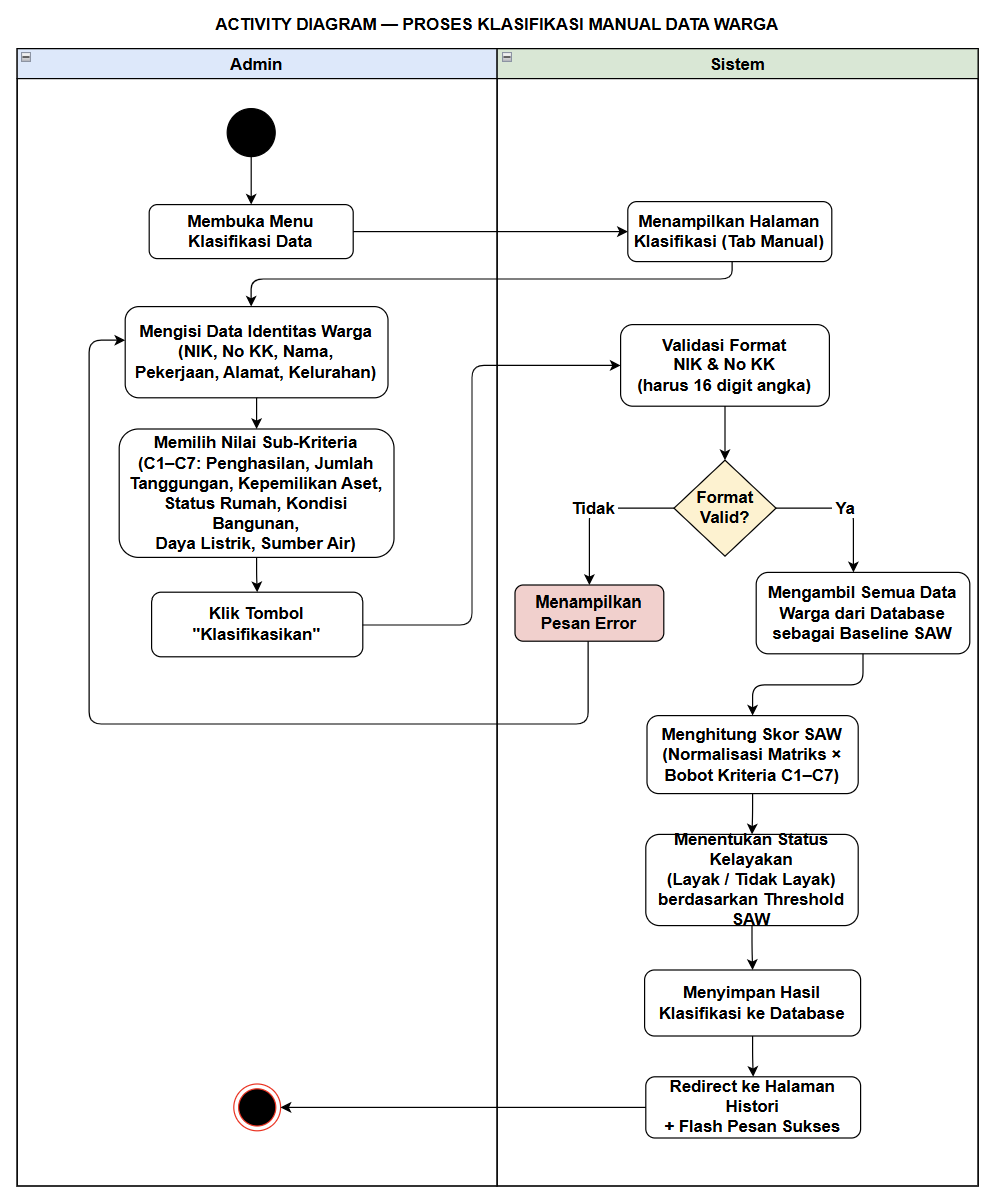 ACTIVITY DIAGRAM — PROSES KLASIFIKASI MANUAL DATA WARGA
Admin
Sistem
Membuka Menu
Klasifikasi Data
Menampilkan Halaman
Klasifikasi (Tab Manual)
Mengisi Data Identitas Warga
(NIK, No KK, Nama,
Pekerjaan, Alamat, Kelurahan)
Memilih Nilai Sub-Kriteria
(C1–C7: Penghasilan, Jumlah
Tanggungan, Kepemilikan Aset,
Status Rumah, Kondisi
Bangunan,
Daya Listrik, Sumber Air)
Klik Tombol
"Klasifikasikan"
Validasi Format
NIK & No KK
(harus 16 digit angka)
Format
Valid?
Tidak
Ya
Menampilkan
Pesan Error
Mengambil Semua Data
Warga dari Database
sebagai Baseline SAW
Menghitung Skor SAW
(Normalisasi Matriks ×
Bobot Kriteria C1–C7)
Menentukan Status
Kelayakan
(Layak / Tidak Layak)
berdasarkan Threshold
SAW
Menyimpan Hasil
Klasifikasi ke Database
Redirect ke Halaman
Histori
+ Flash Pesan Sukses